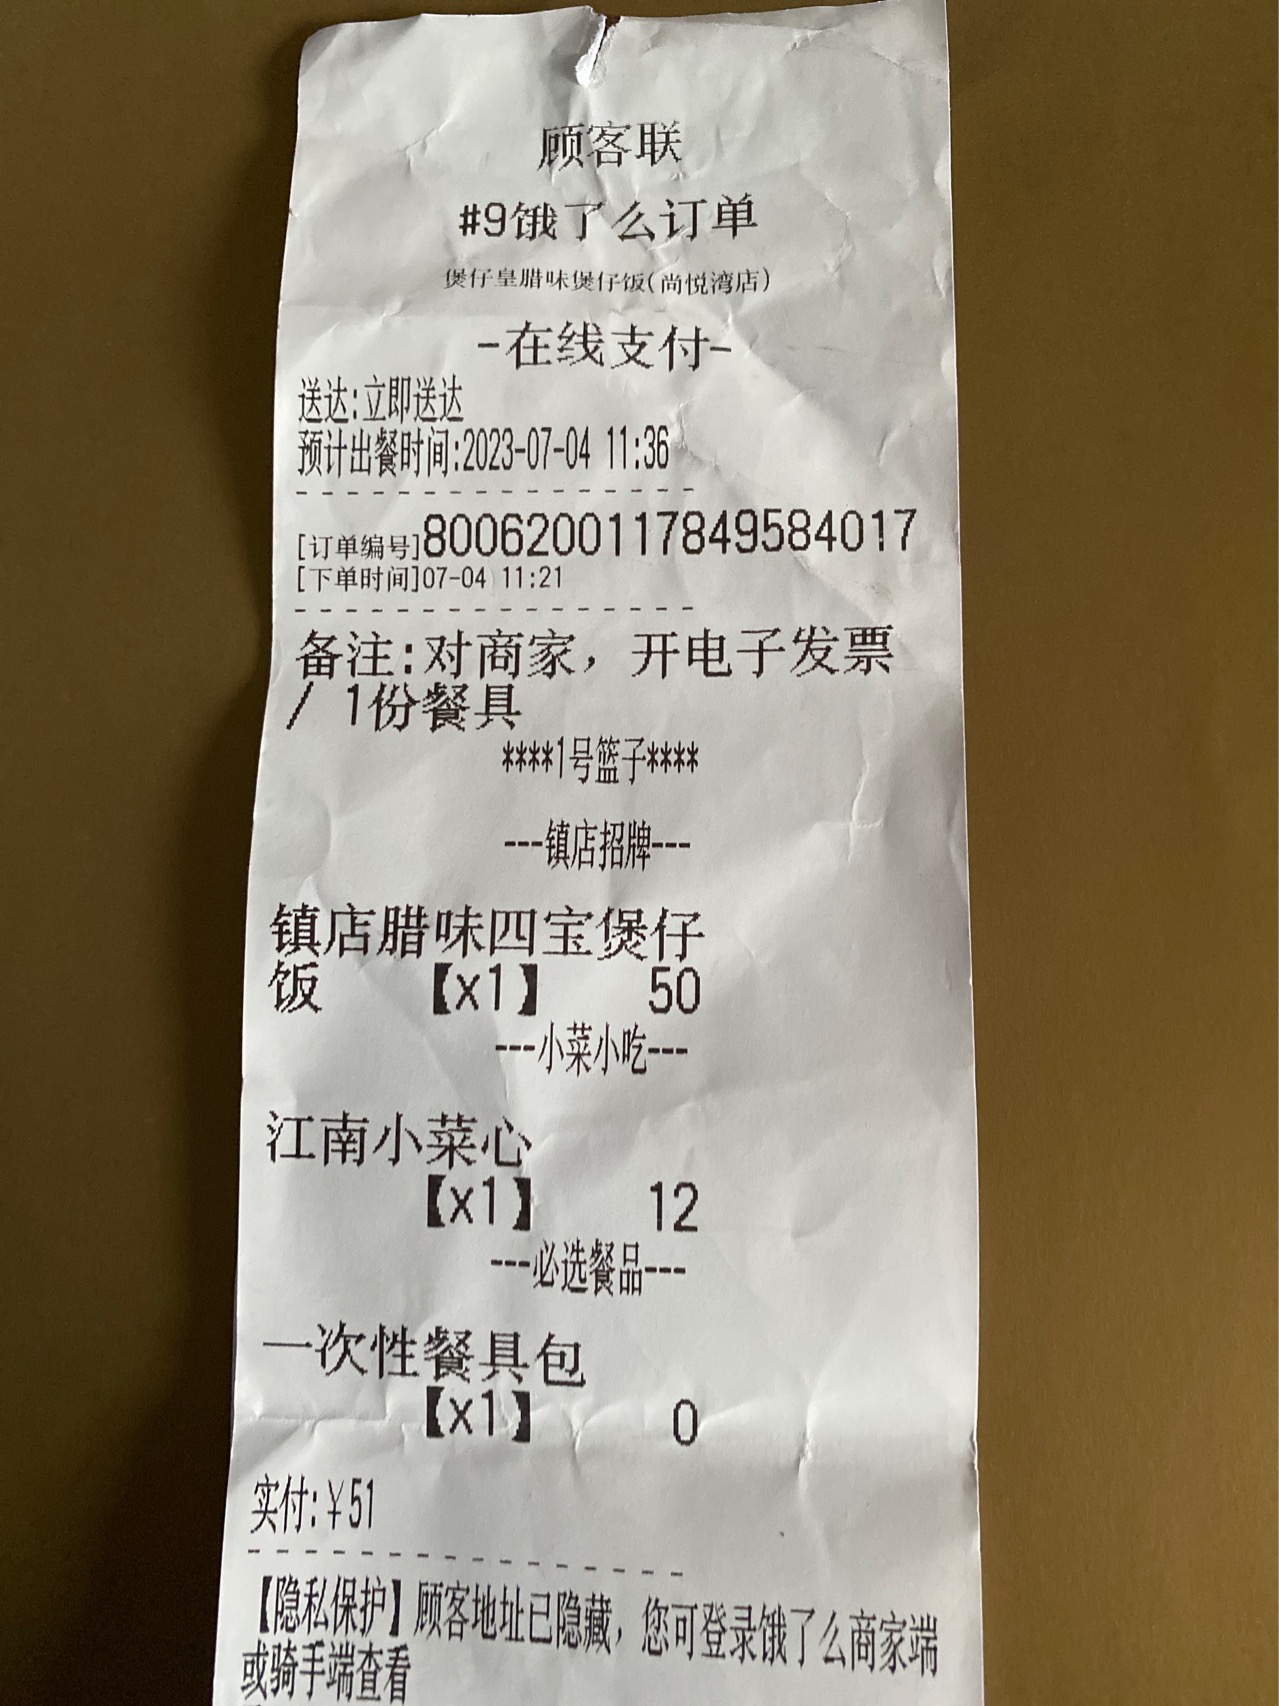 顾客联
#9饿了么订单
煲仔皇腊味煲仔饭(尚悦湾店)
-在线支付-
送达:立即送达
预计出餐时间:2023-07-04 11:36
[订单编号]8006200117849584017
[下单时间]07-04 11:21
备注:对商家，开电子发票
/ 1份餐具
****1号篮子****
---镇店招牌---
镇店腊味四宝煲仔
饭 【x1】 50
---小菜小吃---
江南小菜心
【x1】 12
---必选餐品---
一次性餐具包
【x1】 0
实付:￥51
【隐私保护】顾客地址已隐藏，您可登录饿了么商家端
或骑手端查看